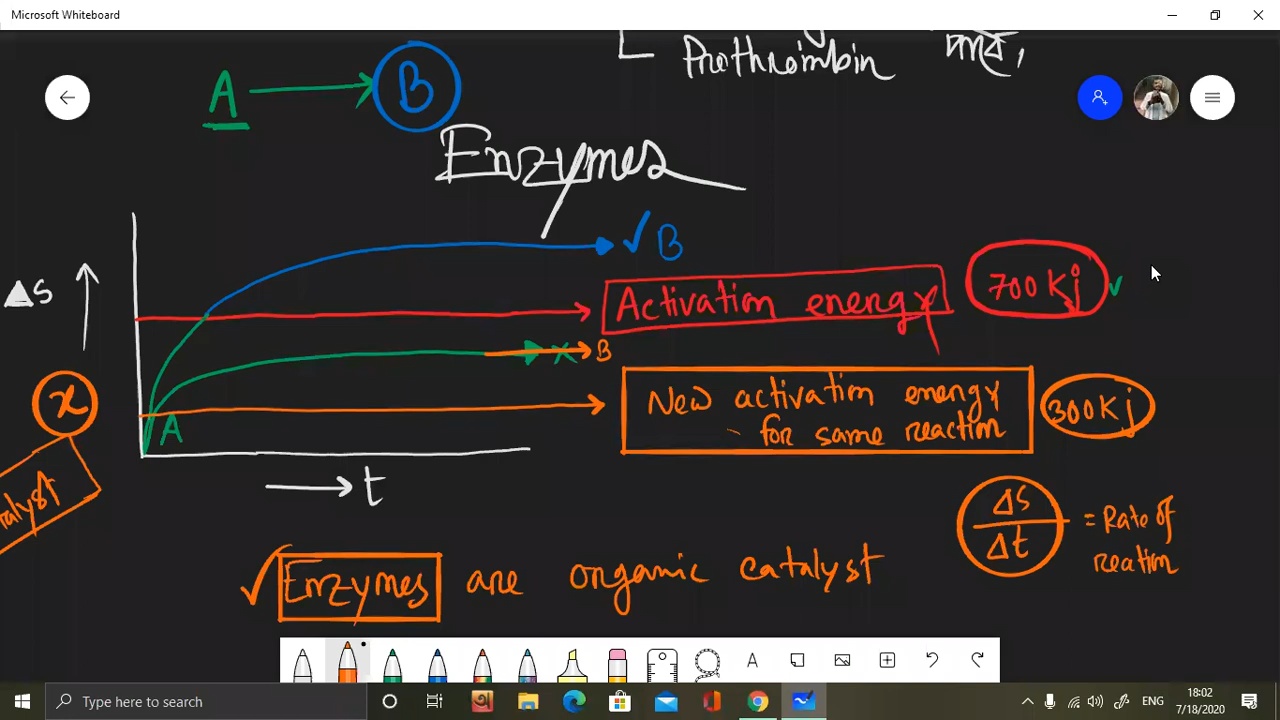 Microsoft Whiteboard
Prothrombin
A
B
Enzymes
B
Δs
Activation energy
700 Kj
x B
x
A
New activation energy
for same reaction
300 Kj
t
Δs
Δt
= Rate of
reaction
Enzymes are organic catalyst
A
Type here to search
ENG
18:02
7/18/2020